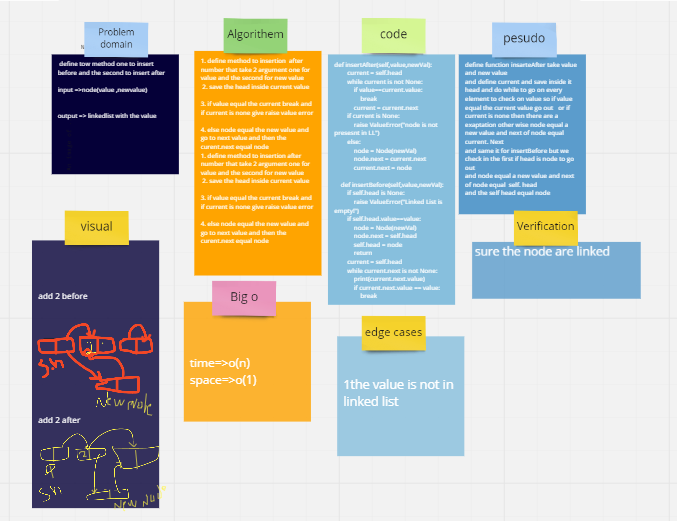 Problem
domain
define tow method one to insert
before and the second to insert after
input =>node(value ,newvalue)
output => linkedlist with the value
Algorithem
1. define method to insertion after
number that take 2 argument one for
value and the second for new value
2. save the head inside current value
3. if value equal the current break and
if current is none give raise value error
4. else node equal the new value and
go to next value and then the
curent.next equal node
1. define method to insertion after
number that take 2 argument one for
value and the second for new value
2. save the head inside current value
3. if value equal the current break and
if current is none give raise value error
4. else node equal the new value and
go to next value and then the
curent.next equal node
code
def insertAfter(self,value,newVal):
current = self.head
while current is not None:
if value==current.value:
break
current = current.next
if current is None:
raise ValueError("node is not
presesnt in LL")
else:
node = Node(newVal)
node.next = current.next
current.next = node
def insertBefore(self,value,newVal):
if self.head is None:
raise ValueError("Linked List is
empty!")
if self.head.value==value:
node = Node(newVal)
node.next = self.head
self.head = node
return
current = self.head
while current.next is not None:
print(current.next.value)
if current.next.value == value:
break
pesudo
define function insarteAfter take value
and new value
and define current and save inside it
head and do while to go on every
element to check on value so if value
equal the current value go out or if
current is none then there are a
exaptation other wise node equal a
new value and next of node equal
current. Next
and same it for insertBefore but we
check in the first if head is node to go
out
and node equal a new value and next
of node equal self. head
and the self head equal node
visual
add 2 before
New Node
add 2 after
Big o
time=>o(n)
space=>o(1)
Verification
sure the node are linked
edge cases
1the value is not in
linked list